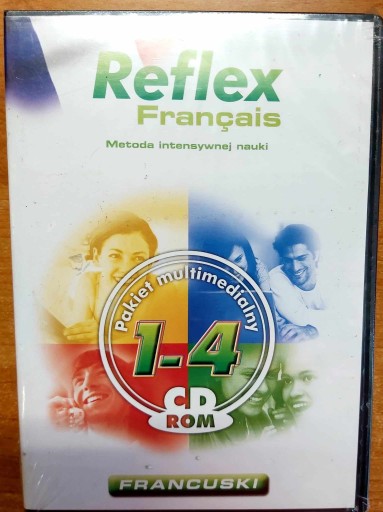 Reflex
Français
Metoda intensywnej nauki
Pakiet multimedialny
1-4
CD
ROM
FRANCUSKI